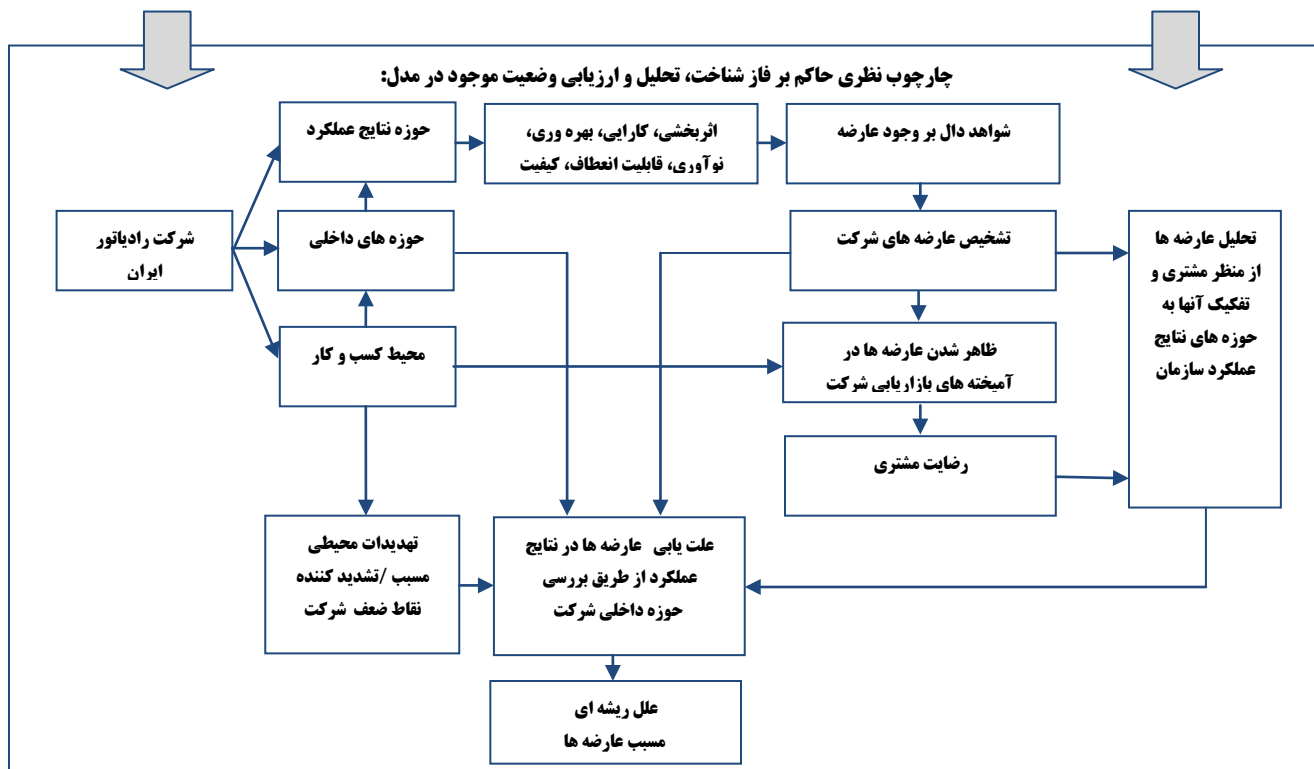 چارچوب نظری حاکم بر فاز شناخت، تحلیل و ارزیابی وضعیت موجود در مدل:
شواهد دال بر وجود عارضه
اثربخشی، کارایی، بهره وری،
نوآوری، قابلیت انعطاف، کیفیت
حوزه نتایج عملکرد
تحلیل عارضه ها
از منظر مشتری و
تفکیک آنها به
حوزه های نتایج
عملکرد سازمان
تشخیص عارضه های شرکت
حوزه های داخلی
شرکت رادیاتور
ایران
ظاهر شدن عارضه ها در
آمیخته های بازاریابی شرکت
محیط کسب و کار
رضایت مشتری
علت یابی عارضه ها در نتایج
عملکرد از طریق بررسی
حوزه داخلی شرکت
تهدیدات محیطی
مسبب /تشدید کننده
نقاط ضعف شرکت
علل ریشه ای
مسبب عارضه ها